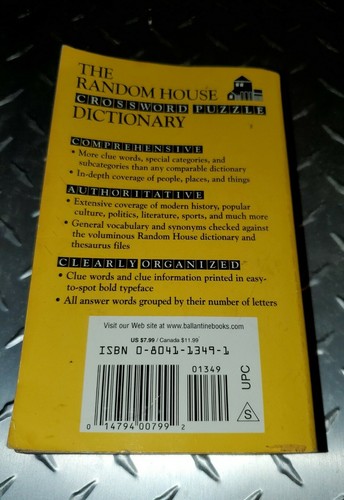 THE
RANDOM HOUSE
CROSSWORD PUZZLE
DICTIONARY
COMPREHENSIVE
• More clue words, special categories, and
subcategories than any comparable dictionary
• In-depth coverage of people, places, and things
AUTHORITATIVE
• Extensive coverage of modern history, popular
culture, politics, literature, sports, and much more
• General vocabulary and synonyms checked against
the voluminous Random House dictionary and
thesaurus files
CLEARLY ORGANIZED
• Clue words and clue information printed in easy-
to-spot bold typeface
• All answer words grouped by their number of letters
Visit our Web site at www.ballantinebooks.com
US $7.99 / Canada $11.99
ISBN 0-8041-1349-1
01349
UPC
S
0 14794 00799 2